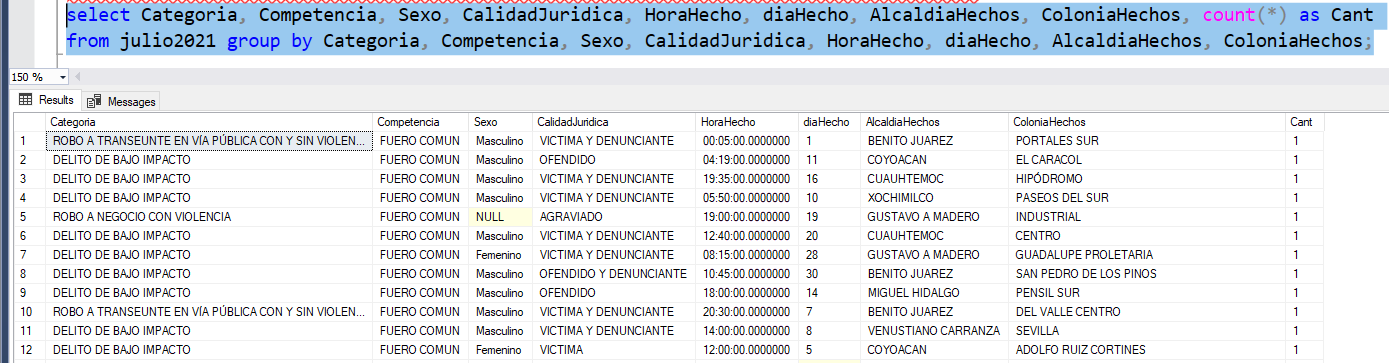 select Categoria, Competencia, Sexo, CalidadJuridica, HoraHecho, diaHecho, AlcaldiaHechos, ColoniaHechos, count(*) as Cant
from julio2021 group by Categoria, Competencia, Sexo, CalidadJuridica, HoraHecho, diaHecho, AlcaldiaHechos, ColoniaHechos;
150 %
Results Messages
Categoria Competencia Sexo CalidadJuridica HoraHecho diaHecho AlcaldiaHechos ColoniaHechos Cant
1 ROBO A TRANSEUNTE EN VÍA PÚBLICA CON Y SIN VIOLEN... FUERO COMUN Masculino VICTIMA Y DENUNCIANTE 00:05:00.0000000 1 BENITO JUAREZ PORTALES SUR 1
2 DELITO DE BAJO IMPACTO FUERO COMUN Masculino OFENDIDO 04:19:00.0000000 11 COYOACAN EL CARACOL 1
3 DELITO DE BAJO IMPACTO FUERO COMUN Masculino VICTIMA Y DENUNCIANTE 19:35:00.0000000 16 CUAUHTEMOC HIPÓDROMO 1
4 DELITO DE BAJO IMPACTO FUERO COMUN Masculino VICTIMA Y DENUNCIANTE 05:50:00.0000000 10 XOCHIMILCO PASEOS DEL SUR 1
5 ROBO A NEGOCIO CON VIOLENCIA FUERO COMUN NULL AGRAVIADO 19:00:00.0000000 19 GUSTAVO A MADERO INDUSTRIAL 1
6 DELITO DE BAJO IMPACTO FUERO COMUN Masculino VICTIMA Y DENUNCIANTE 12:40:00.0000000 20 CUAUHTEMOC CENTRO 1
7 DELITO DE BAJO IMPACTO FUERO COMUN Femenino VICTIMA Y DENUNCIANTE 08:15:00.0000000 28 GUSTAVO A MADERO GUADALUPE PROLETARIA 1
8 DELITO DE BAJO IMPACTO FUERO COMUN Masculino OFENDIDO Y DENUNCIANTE 10:45:00.0000000 30 BENITO JUAREZ SAN PEDRO DE LOS PINOS 1
9 DELITO DE BAJO IMPACTO FUERO COMUN Masculino OFENDIDO 18:00:00.0000000 14 MIGUEL HIDALGO PENSIL SUR 1
10 ROBO A TRANSEUNTE EN VÍA PÚBLICA CON Y SIN VIOLEN... FUERO COMUN Masculino VICTIMA Y DENUNCIANTE 20:30:00.0000000 7 BENITO JUAREZ DEL VALLE CENTRO 1
11 DELITO DE BAJO IMPACTO FUERO COMUN Masculino VICTIMA Y DENUNCIANTE 14:00:00.0000000 8 VENUSTIANO CARRANZA SEVILLA 1
12 DELITO DE BAJO IMPACTO FUERO COMUN Femenino VICTIMA 12:00:00.0000000 5 COYOACAN ADOLFO RUIZ CORTINES 1